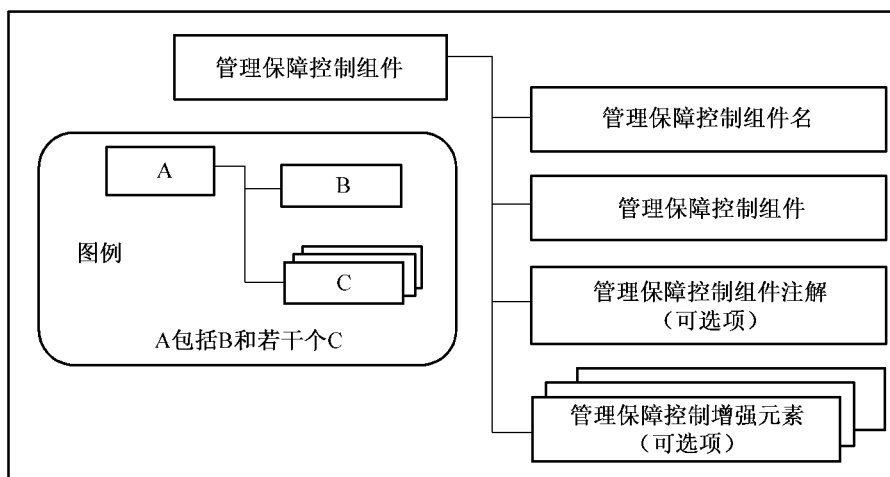 管理保障控制组件
管理保障控制组件名
管理保障控制组件
管理保障控制组件注解
（可选项）
管理保障控制增强元素
（可选项）
A
B
图例
C
A包括B和若干个C